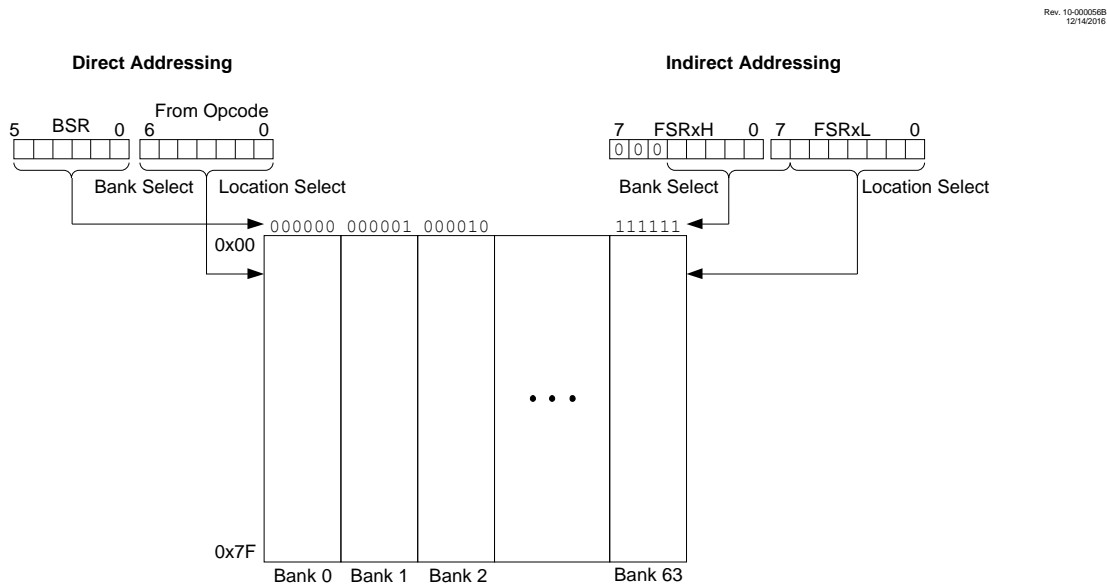 Rev. 10-000056B
12/14/2016
Direct Addressing
Indirect Addressing
From Opcode
5 BSR 0 6 0
7 FSRxH 0 7 FSRxL 0
0 0 0
Bank Select Location Select
Bank Select Location Select
000000 000001 000010 111111
0x00
0x7F
Bank 0 Bank 1 Bank 2 Bank 63